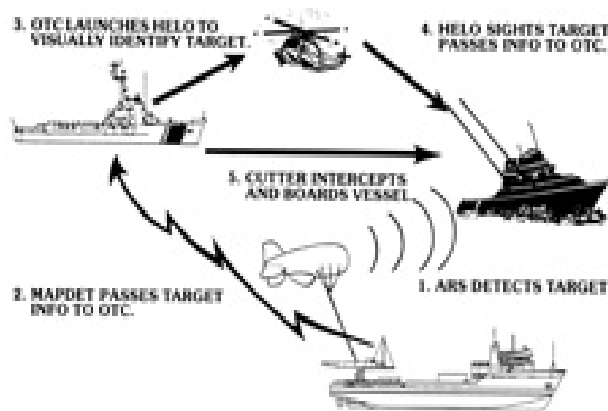 3. OTC LAUNCHES HELO TO
VISUALLY IDENTIFY TARGET.
4. HELO SIGHTS TARGET
PASSES INFO TO OTC.
5. CUTTER INTERCEPTS
AND BOARDS VESSEL
2. MAPDET PASSES TARGET
INFO TO OTC.
1. ARS DETECTS TARGET